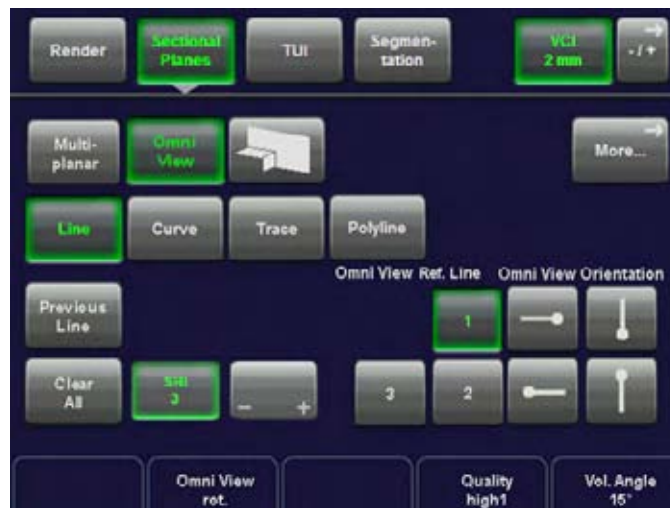 Render
Sectional
Planes
TUI
Segmen-
tation
VCI
2 mm
- / +
Multi-
planar
Omni
View
More...
Line
Curve
Trace
Polyline
Omni View Ref. Line
Omni View Orientation
Previous
Line
1
Clear
All
SRI
3
- +
3
2
Omni View
rot.
Quality
high1
Vol. Angle
15°